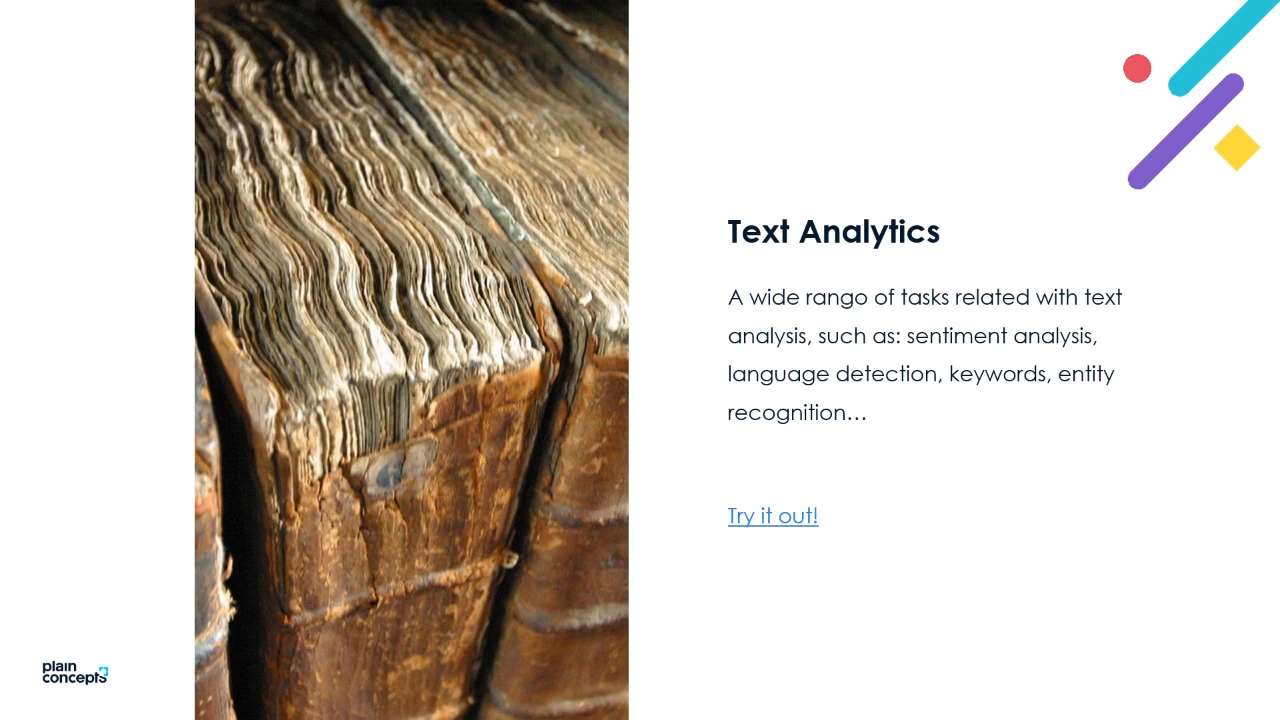 Text Analytics
A wide rango of tasks related with text
analysis, such as: sentiment analysis,
language detection, keywords, entity
recognition…
Try it out!
plain
concepts